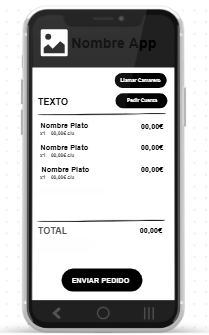 Nombre App
Llamar Camarero
TEXTO
Pedir Cuenta
Nombre Plato 00,00€
x1 00,00€ c/u
Nombre Plato 00,00€
x1 00,00€ c/u
Nombre Plato 00,00€
x1 00,00€ c/u
TOTAL 00,00€
ENVIAR PEDIDO